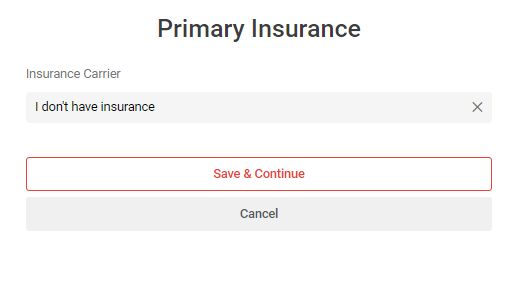 Primary Insurance
Insurance Carrier
I don't have insurance
Save & Continue
Cancel